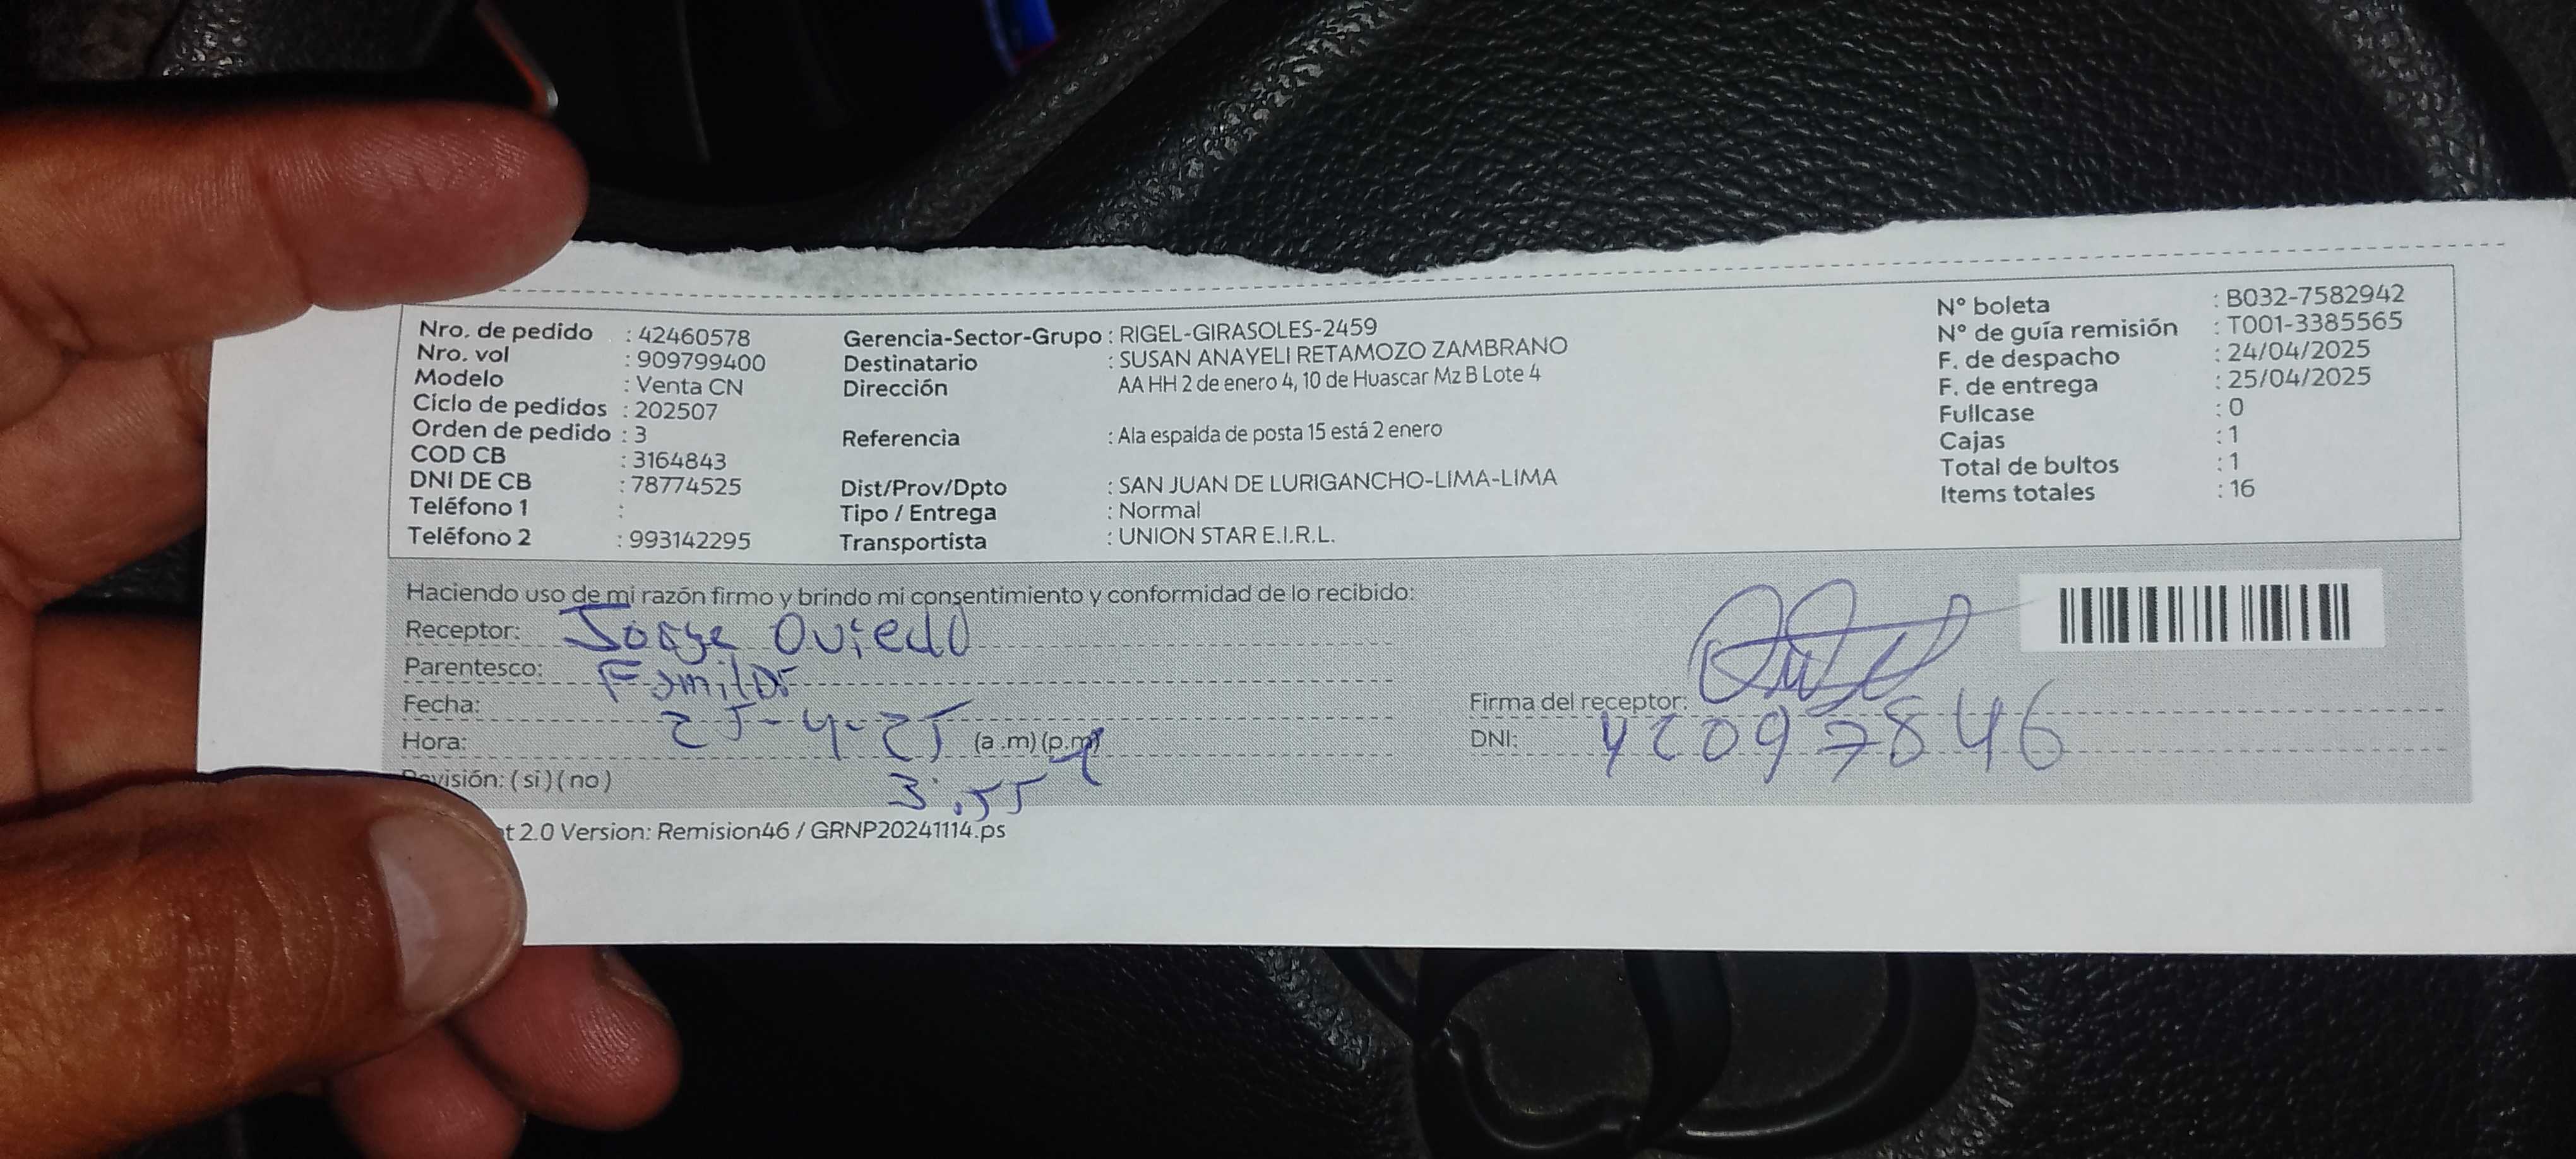 Nro. de pedido : 42460578
Nro. vol : 909799400
Modelo : Venta CN
Ciclo de pedidos : 202507
Orden de pedido : 3
COD CB : 3164843
DNI DE CB : 78774525
Teléfono 1 :
Teléfono 2 : 993142295
Gerencia-Sector-Grupo : RIGEL-GIRASOLES-2459
Destinatario : SUSAN ANAYELI RETAMOZO ZAMBRANO
Dirección AA HH 2 de enero 4, 10 de Huascar Mz B Lote 4
Referencia : Ala espalda de posta 15 está 2 enero
Dist/Prov/Dpto : SAN JUAN DE LURIGANCHO-LIMA-LIMA
Tipo / Entrega : Normal
Transportista : UNION STAR E.I.R.L.
N° boleta : B032-7582942
N° de guía remisión : T001-3385565
F. de despacho : 24/04/2025
F. de entrega : 25/04/2025
Fullcase : 0
Cajas : 1
Total de bultos : 1
Items totales : 16
Haciendo uso de mi razón firmo y brindo mi consentimiento y conformidad de lo recibido:
Receptor: Jorge Oviedo
Parentesco: Familiar
Fecha: 25-4-25
Hora: (a .m) (p.m)
3:55
(si) (no)
Firma del receptor:
DNI: 42097846
2.0 Version: Remision46 / GRNP20241114.ps